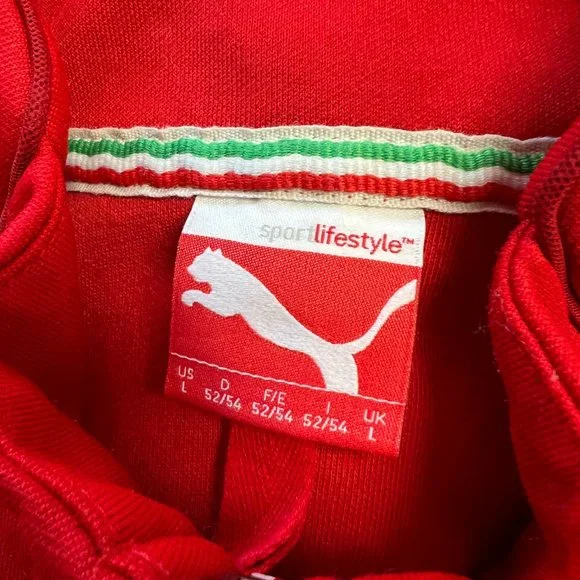 sportlifestyle™
US D F/E I UK
L 52/54 52/54 52/54 L